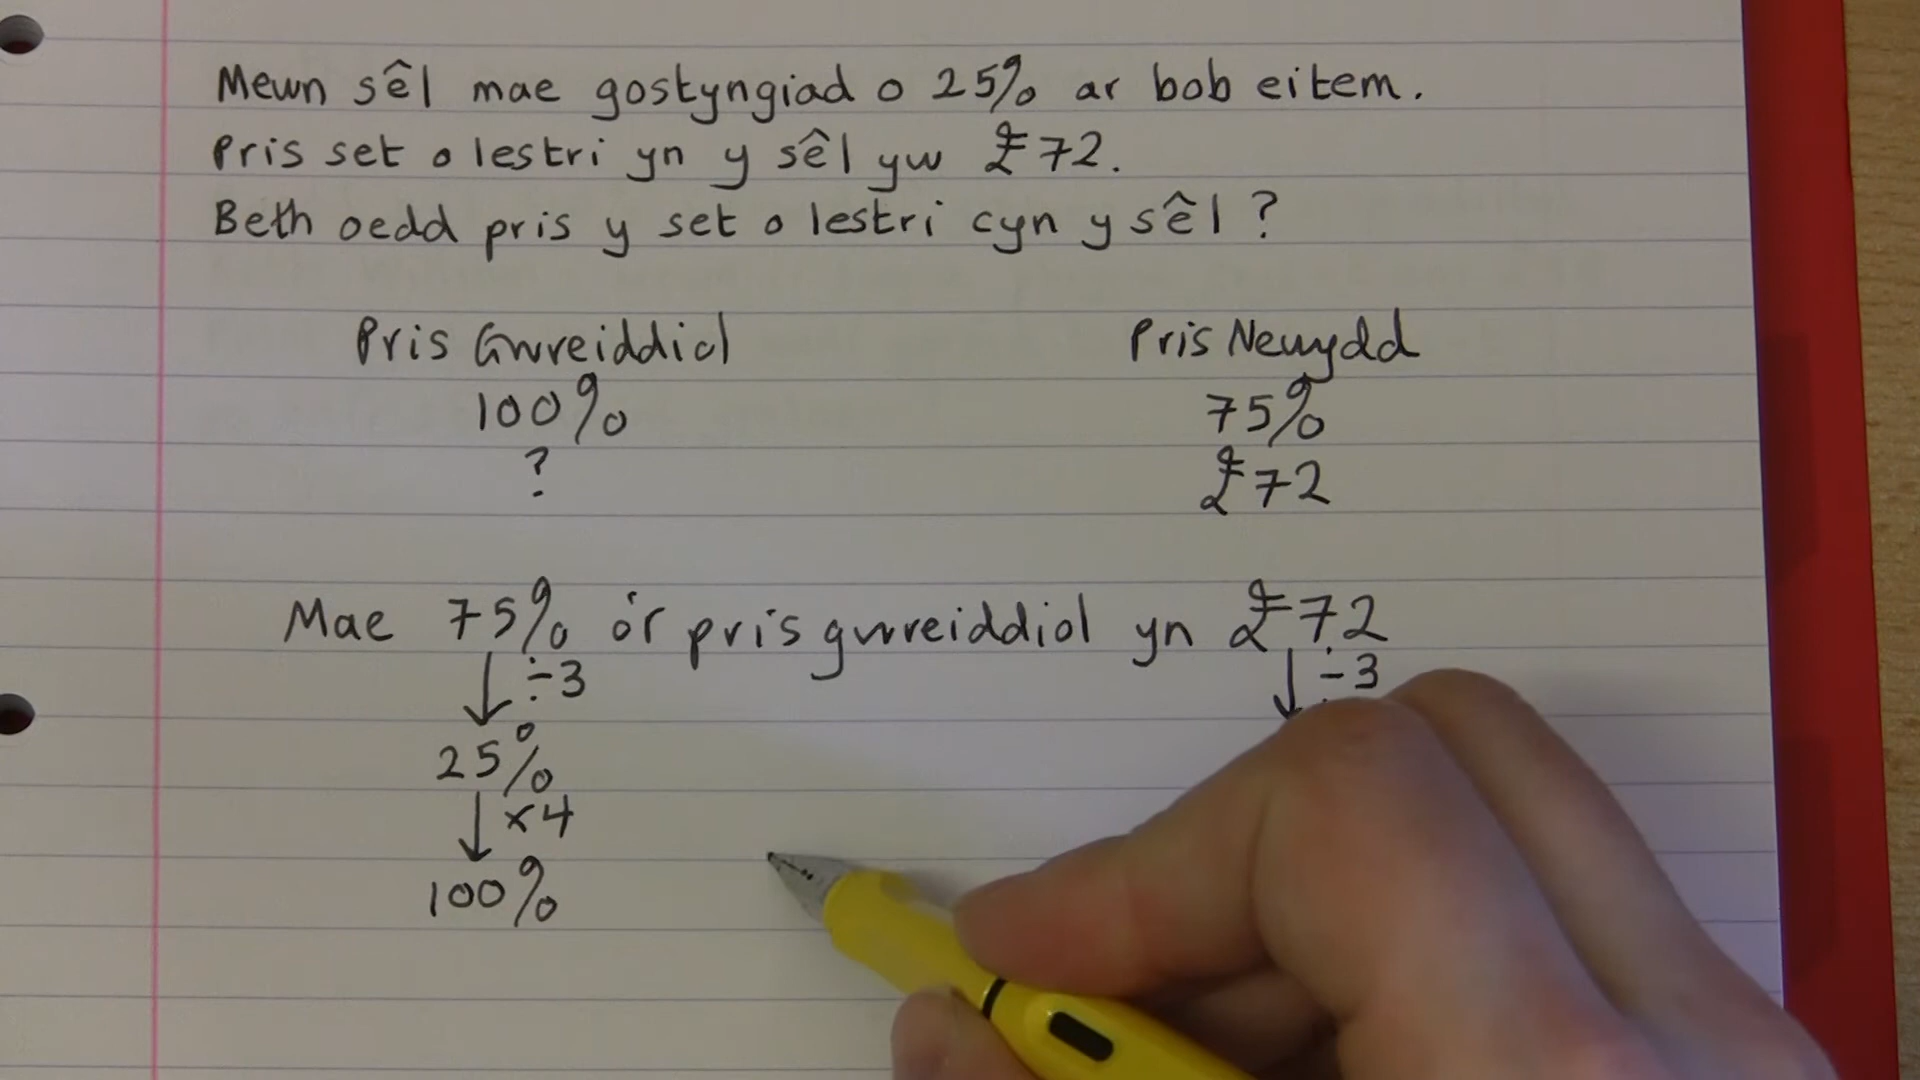 Mewn sêl mae gostyngiad o 25% ar bob eitem.
Pris set o lestri yn y sêl yw £72.
Beth oedd pris y set o lestri cyn y sêl?
Pris Gwreiddiol Pris Newydd
100% 75%
? £72
Mae 75% o'r pris gwreiddiol yn £72
↓ ÷3 ↓ ÷3
25%
↓ ×4
100%